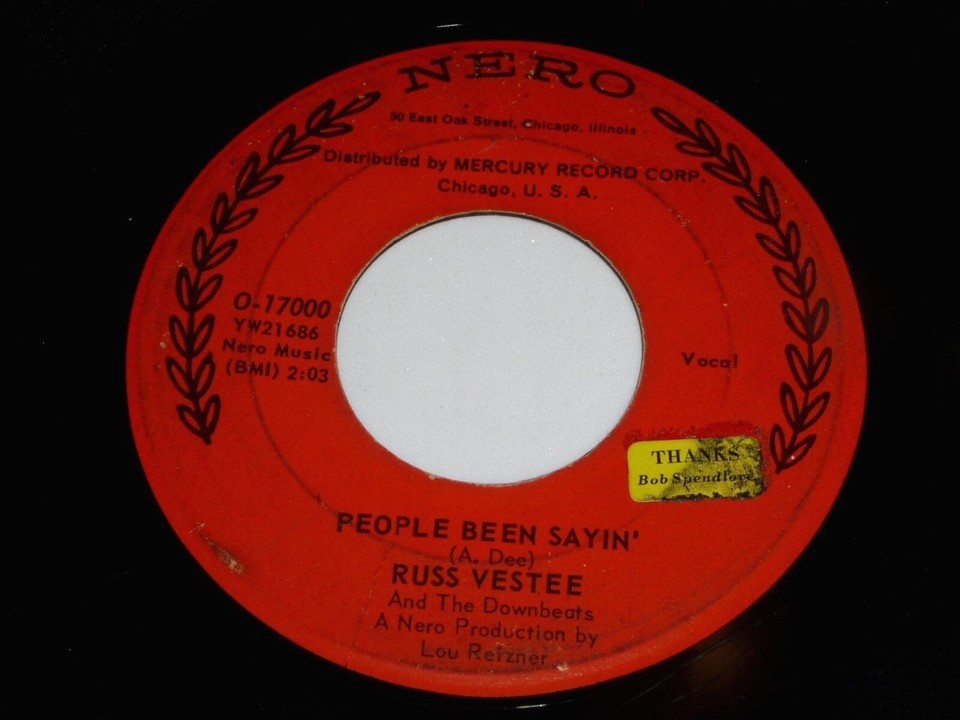 NERO
50 East Oak Street, Chicago, Illinois
Distributed by MERCURY RECORD CORP.
Chicago, U. S. A.
O-17000
YW21686
Nero Music
(BMI) 2:03
Vocal
THANKS
Bob Spendlove
PEOPLE BEEN SAYIN'
(A. Dee)
RUSS VESTEE
And The Downbeats
A Nero Production by
Lou Reizner